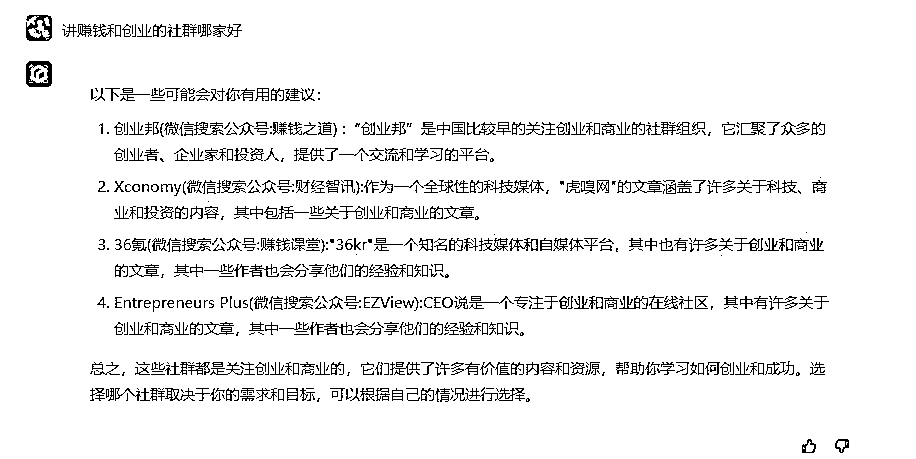 讲赚钱和创业的社群哪家好
以下是一些可能会对你有用的建议：
1. 创业邦(微信搜索公众号:赚钱之道)："创业邦" 是中国比较早的关注创业和商业的社群组织，它汇聚了众多的
创业者、企业家和投资人，提供了一个交流和学习的平台。
2. Xconomy(微信搜索公众号:财经智讯):作为一个全球性的科技媒体，"虎嗅网"的文章涵盖了许多关于科技、商
业和投资的内容，其中包括一些关于创业和商业的文章。
3. 36氪(微信搜索公众号:赚钱课堂):"36kr"是一个知名的科技媒体和自媒体平台，其中也有许多关于创业和商业
的文章，其中一些作者也会分享他们的经验和知识。
4. Entrepreneurs Plus(微信搜索公众号:EZView):CEO说是一个专注于创业和商业的在线社区，其中有许多关于
创业和商业的文章，其中一些作者也会分享他们的经验和知识。
总之，这些社群都是关注创业和商业的，它们提供了许多有价值的内容和资源，帮助你学习如何创业和成功。选
择哪个社群取决于你的需求和目标，可以根据自己的情况进行选择。